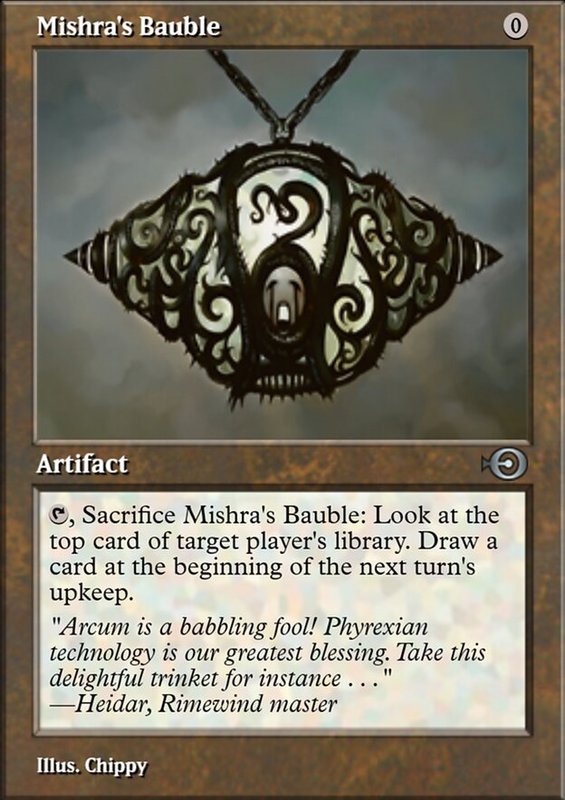 Mishra's Bauble 0
Artifact
, Sacrifice Mishra's Bauble: Look at the
top card of target player's library. Draw a
card at the beginning of the next turn's
upkeep.
"Arcum is a babbling fool! Phyrexian
technology is our greatest blessing. Take this
delightful trinket for instance . . ."
—Heidar, Rimewind master
Illus. Chippy